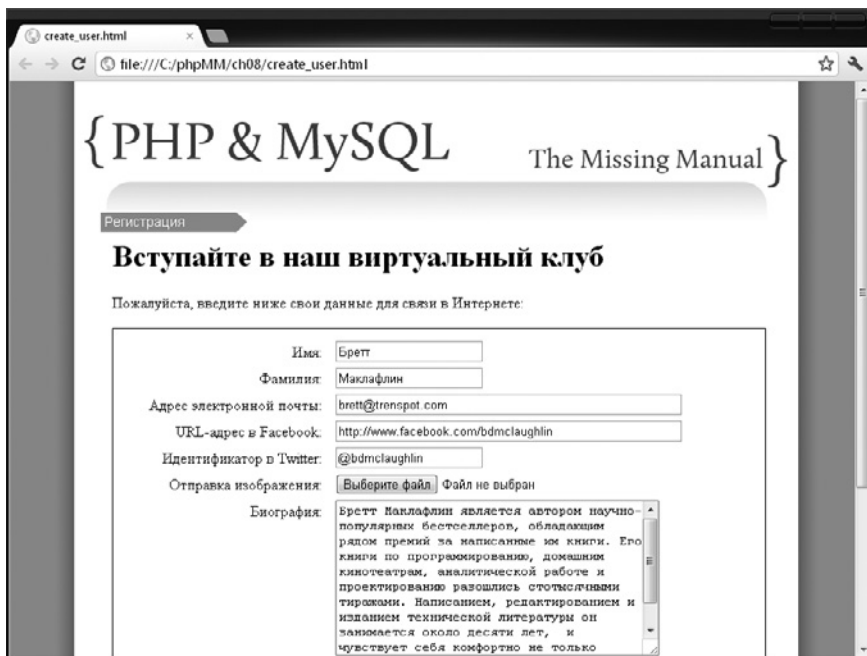 create_user.html ×
file:///C:/phpMM/ch08/create_user.html
{PHP & MySQL The Missing Manual}
Регистрация
Вступайте в наш виртуальный клуб
Пожалуйста, введите ниже свои данные для связи в Интернете:
Имя: Бретт
Фамилия: Маклафлин
Адрес электронной почты: brett@trenspot.com
URL-адрес в Facebook: http://www.facebook.com/bdmclaughlin
Идентификатор в Twitter: @bdmclaughlin
Отправка изображения: Выберите файл Файл не выбран
Биография: Бретт Маклафлин является автором научно-
популярных бестселлеров, обладающим
рядом премий за написанные им книги. Его
книги по программированию, домашним
кинотеатрам, аналитической работе и
проектированию разошлись стотысячными
тиражами. Написанием, редактированием и
изданием технической литературы он
занимается около десяти лет, и
чувствует себя комфортно не только